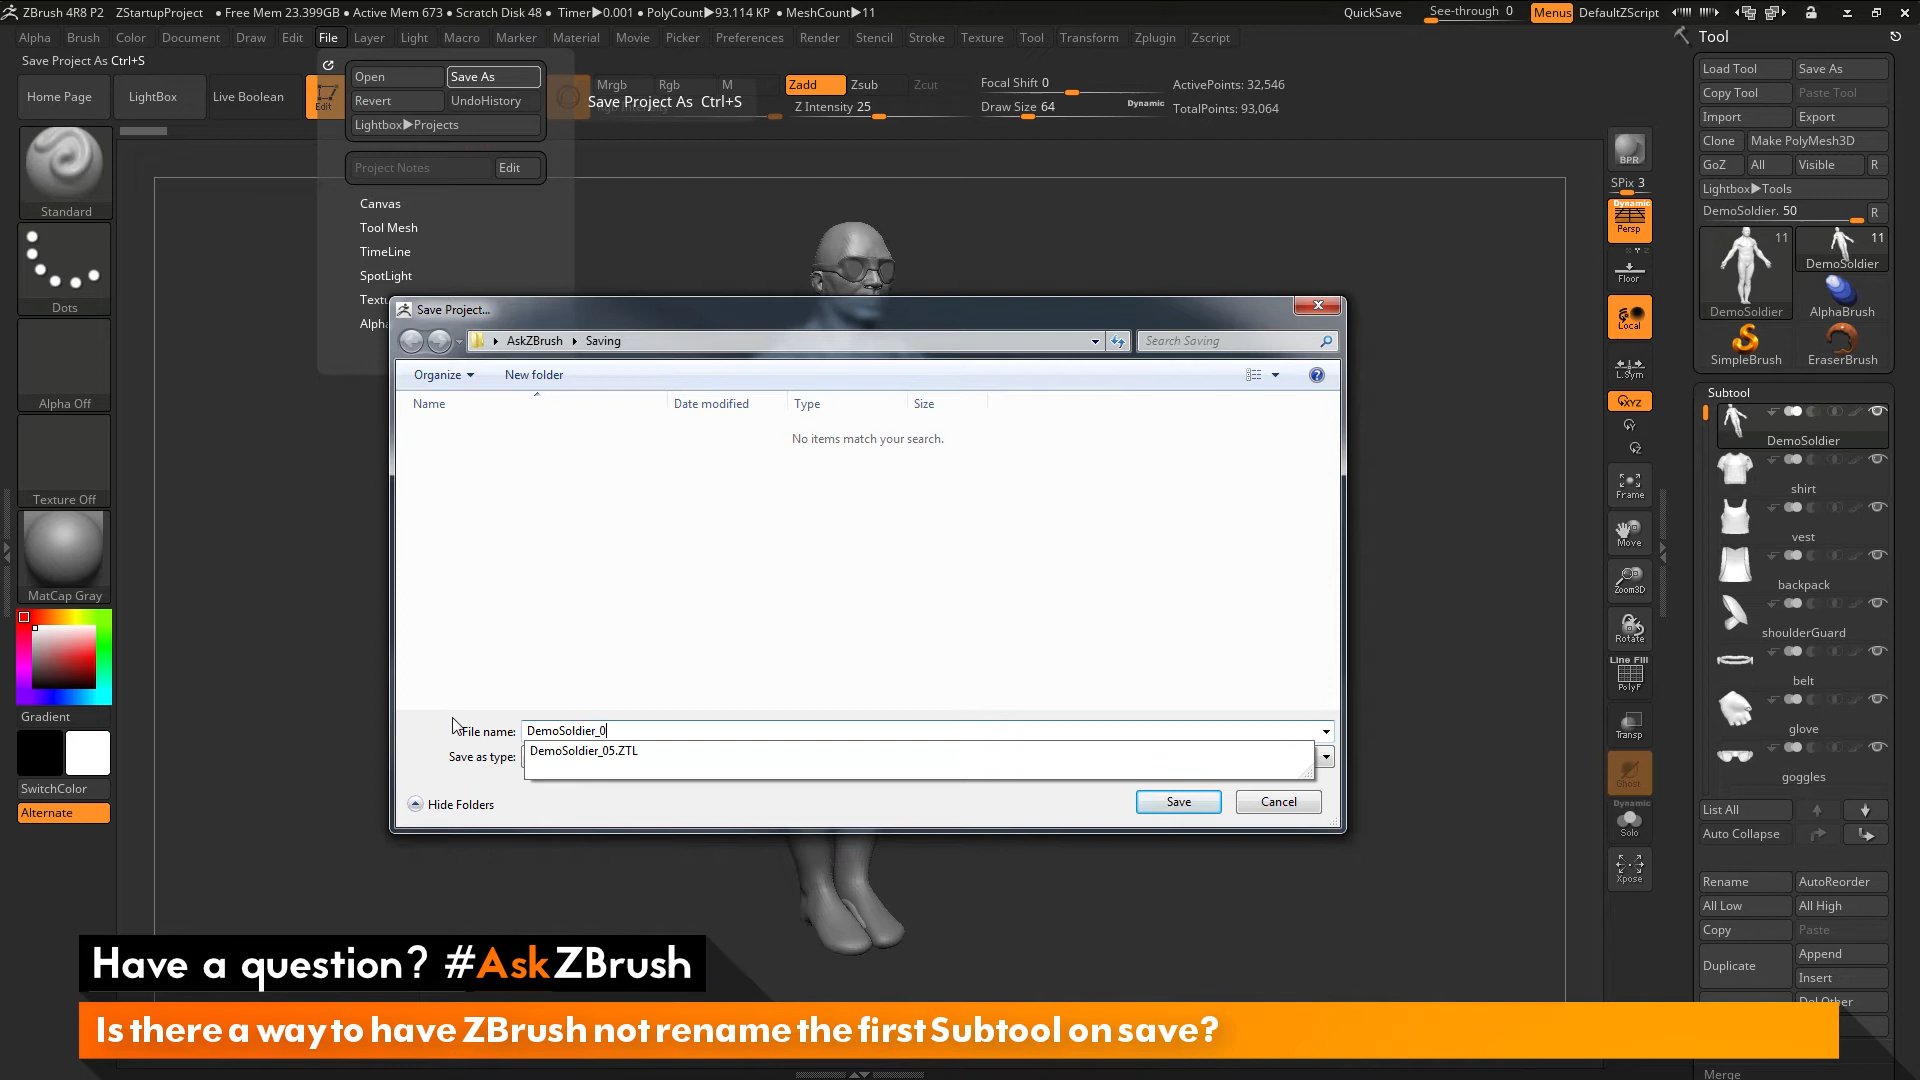 ZBrush 4R8 P2 ZStartupProject • Free Mem 23.399GB • Active Mem 673 • Scratch Disk 48 • Timer▶0.001 • PolyCount▶93.114 KP • MeshCount▶11 QuickSave See-through 0 Menus DefaultZScript
Alpha Brush Color Document Draw Edit File Layer Light Macro Marker Material Movie Picker Preferences Render Stencil Stroke Texture Tool Transform Zplugin Zscript
Tool
Save Project As Ctrl+S
Home Page LightBox Live Boolean Edit
Open Save As
Revert UndoHistory
Lightbox▶Projects
Project Notes Edit
Canvas
Tool Mesh
TimeLine
SpotLight
Textu
Alpha
Mrgb Rgb M
Save Project As Ctrl+S
Zadd Zsub Zcut
Z Intensity 25
Focal Shift 0
Draw Size 64 Dynamic
ActivePoints: 32,546
TotalPoints: 93,064
Standard
Dots
Alpha Off
Texture Off
MatCap Gray
Gradient
SwitchColor
Alternate
Save Project...
AskZBrush Saving
Search Saving
Organize New folder
Name Date modified Type Size
No items match your search.
File name: DemoSoldier_0
DemoSoldier_05.ZTL
Save as type:
Hide Folders
Save Cancel
BPR
SPix 3
Dynamic
Persp
Floor
Local
L.Sym
XYZ
Y
Z
Frame
Move
Zoom3D
Rotate
Line Fill
PolyF
Transp
Ghost
Dynamic
Solo
Xpose
Load Tool Save As
Copy Tool Paste Tool
Import Export
Clone Make PolyMesh3D
GoZ All Visible R
Lightbox▶Tools
DemoSoldier. 50 R
11 11
DemoSoldier
DemoSoldier AlphaBrush
SimpleBrush EraserBrush
Subtool
DemoSoldier
shirt
vest
backpack
shoulderGuard
belt
glove
goggles
List All
Auto Collapse
Rename AutoReorder
All Low All High
Copy Paste
Duplicate Append
Insert
Del Other
Merge
Have a question? #AskZBrush
Is there a way to have ZBrush not rename the first Subtool on save?